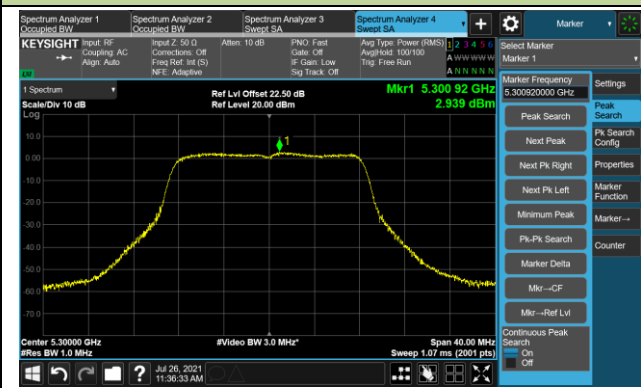 Spectrum Analyzer 1
Occupied BW
Spectrum Analyzer 2
Occupied BW
Spectrum Analyzer 3
Swept SA
Spectrum Analyzer 4
Swept SA
Marker
KEYSIGHT
Input: RF
Coupling: AC
Align: Auto
Input Z: 50 Ω
Corrections: Off
Freq Ref: Int (S)
NFE: Adaptive
Atten: 10 dB
PNO: Fast
Gate: Off
IF Gain: Low
Sig Track: Off
Avg Type: Power (RMS)
Avg|Hold: 100/100
Trig: Free Run
1 2 3 4 5 6
A W W W W W
A N N N N N
Select Marker
Marker 1
1 Spectrum
Scale/Div 10 dB
Log
Ref Lvl Offset 22.50 dB
Ref Level 20.00 dBm
Mkr1 5.300 92 GHz
2.939 dBm
Marker Frequency
5.300920000 GHz
Peak Search
Next Peak
Next Pk Right
Next Pk Left
Minimum Peak
Pk-Pk Search
Marker Delta
Mkr→CF
Mkr→Ref Lvl
Continuous Peak
Search
On
Off
Settings
Peak
Search
Pk Search
Config
Properties
Marker
Function
Marker→
Counter
1
10.0
0.00
-10.0
-20.0
-30.0
-40.0
-50.0
-60.0
-70.0
Center 5.30000 GHz
#Res BW 1.0 MHz
#Video BW 3.0 MHz*
Span 40.00 MHz
Sweep 1.07 ms (2001 pts)
Jul 26, 2021
11:36:33 AM